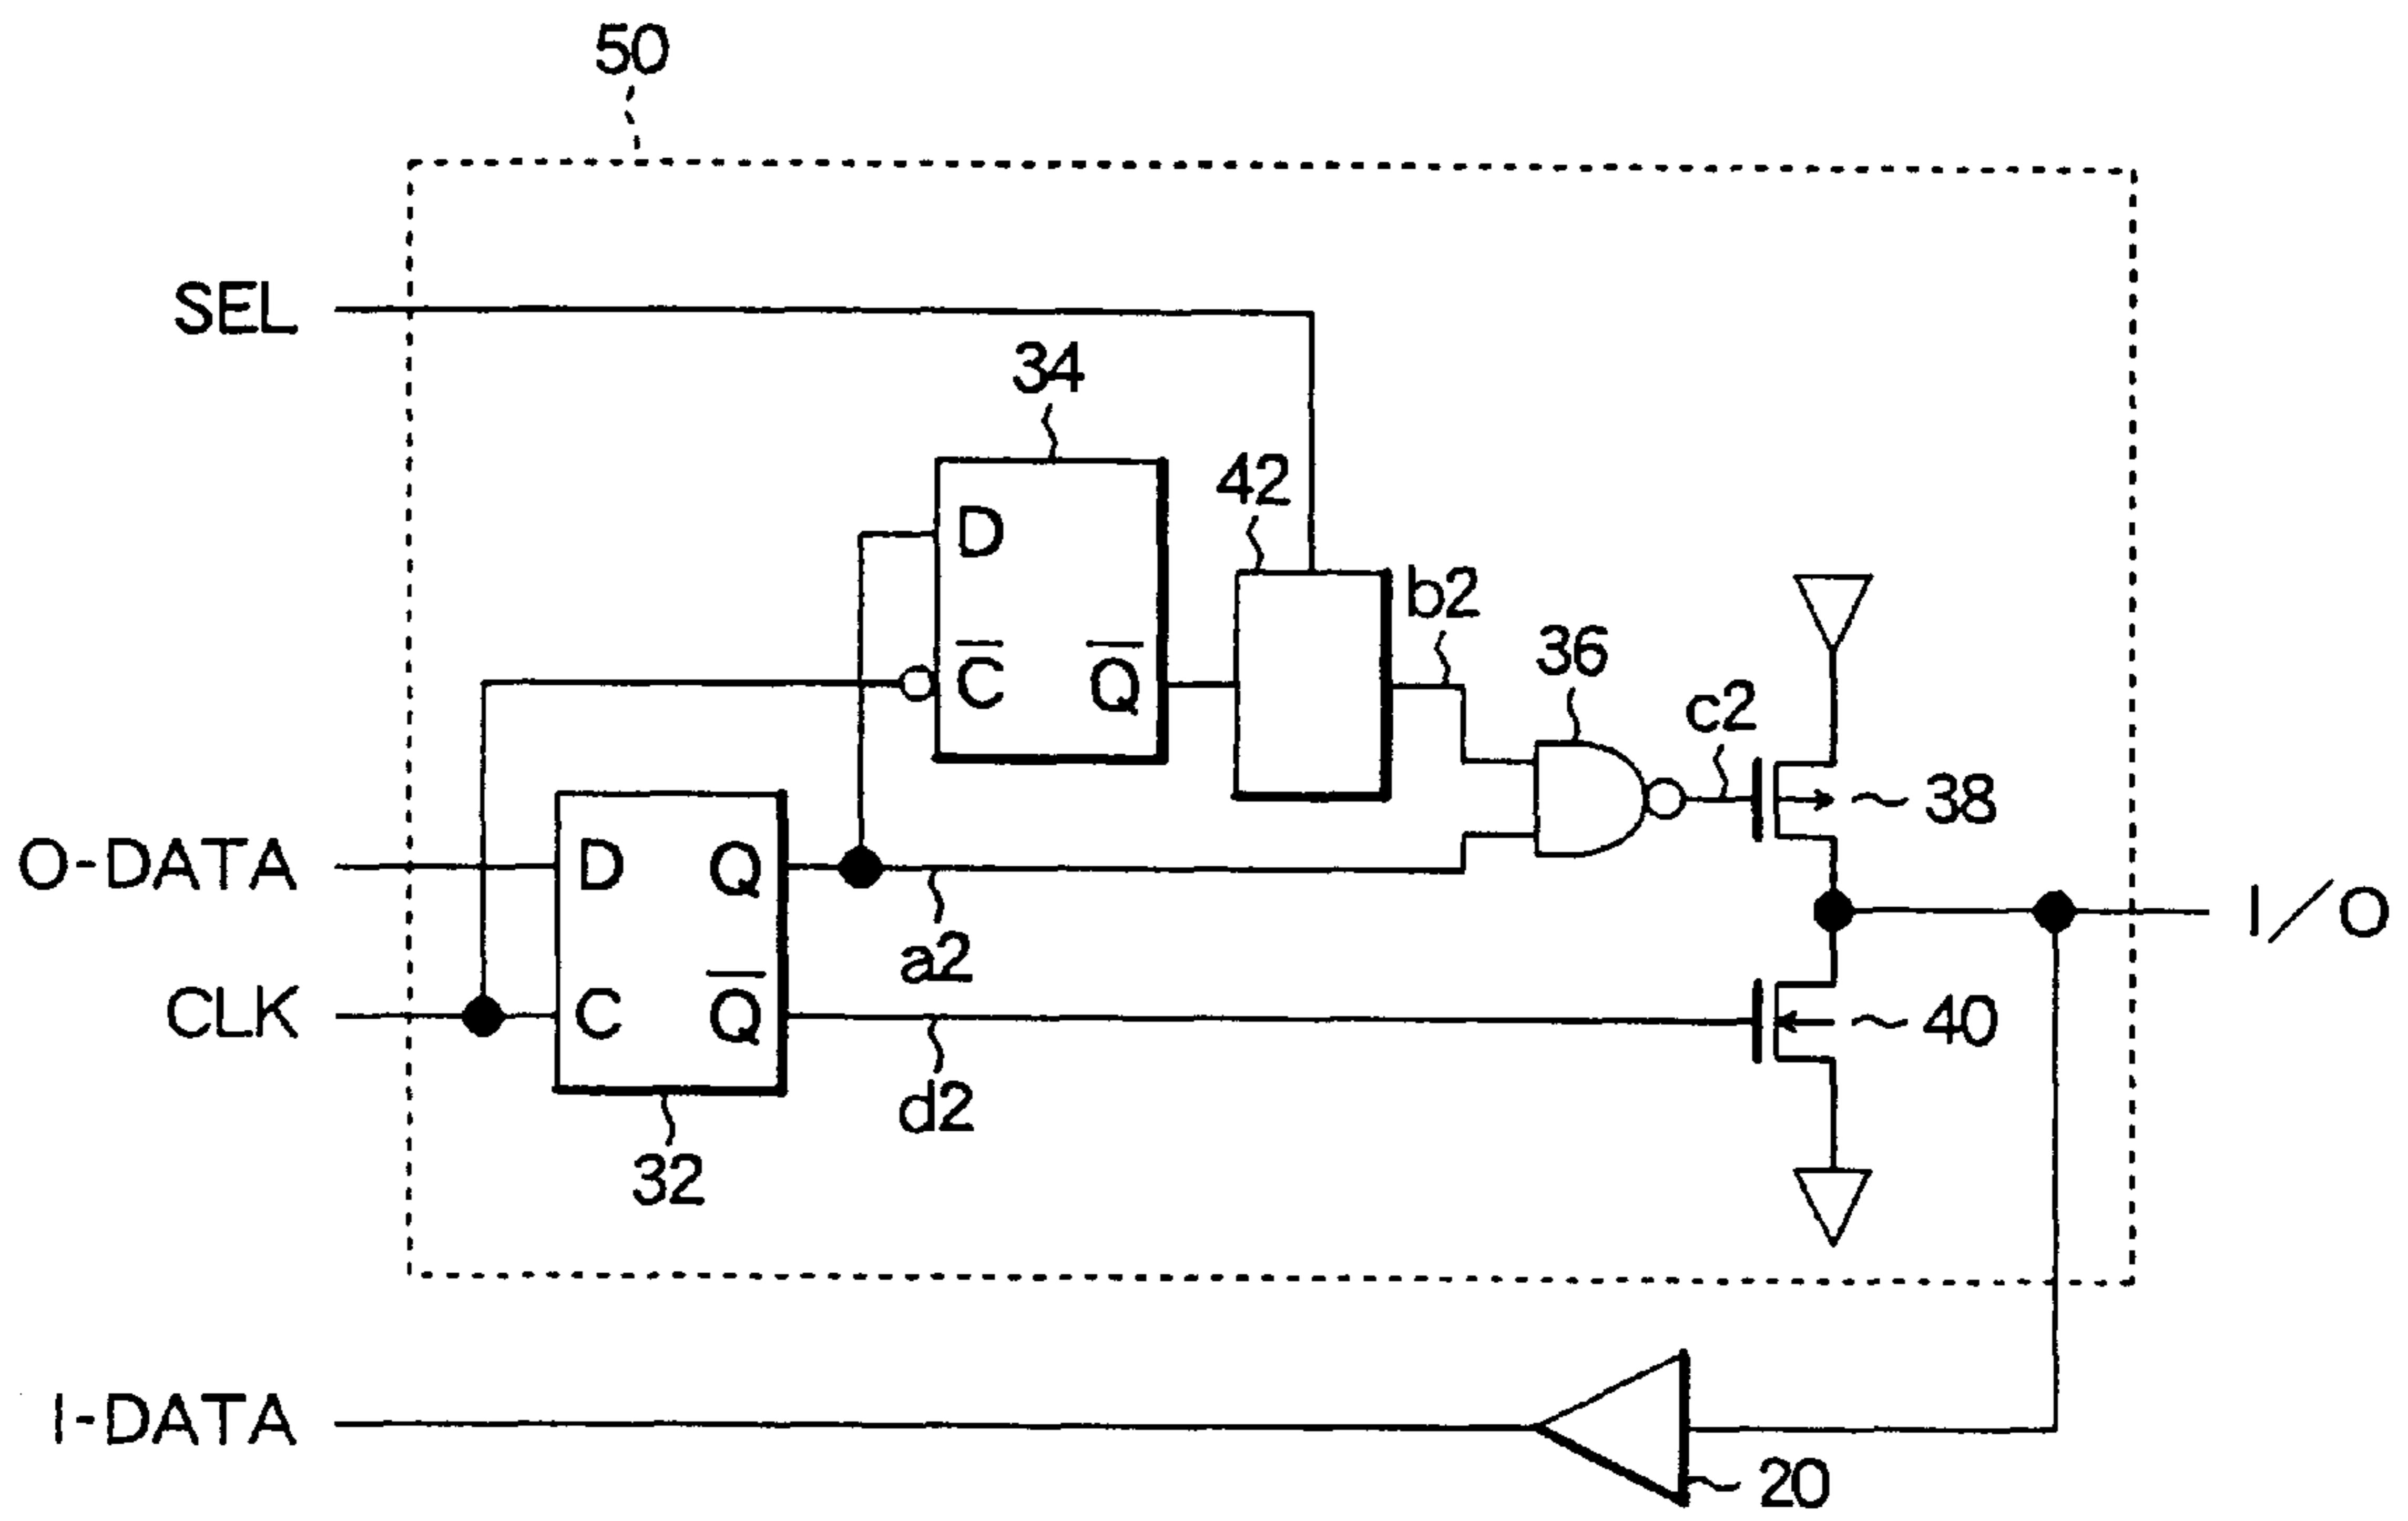 50
SEL
34
D
42
b2
36
C̅
Q̅
c2
38
O-DATA
D
Q
I/O
a2
CLK
C
Q̅
40
d2
32
I-DATA
20